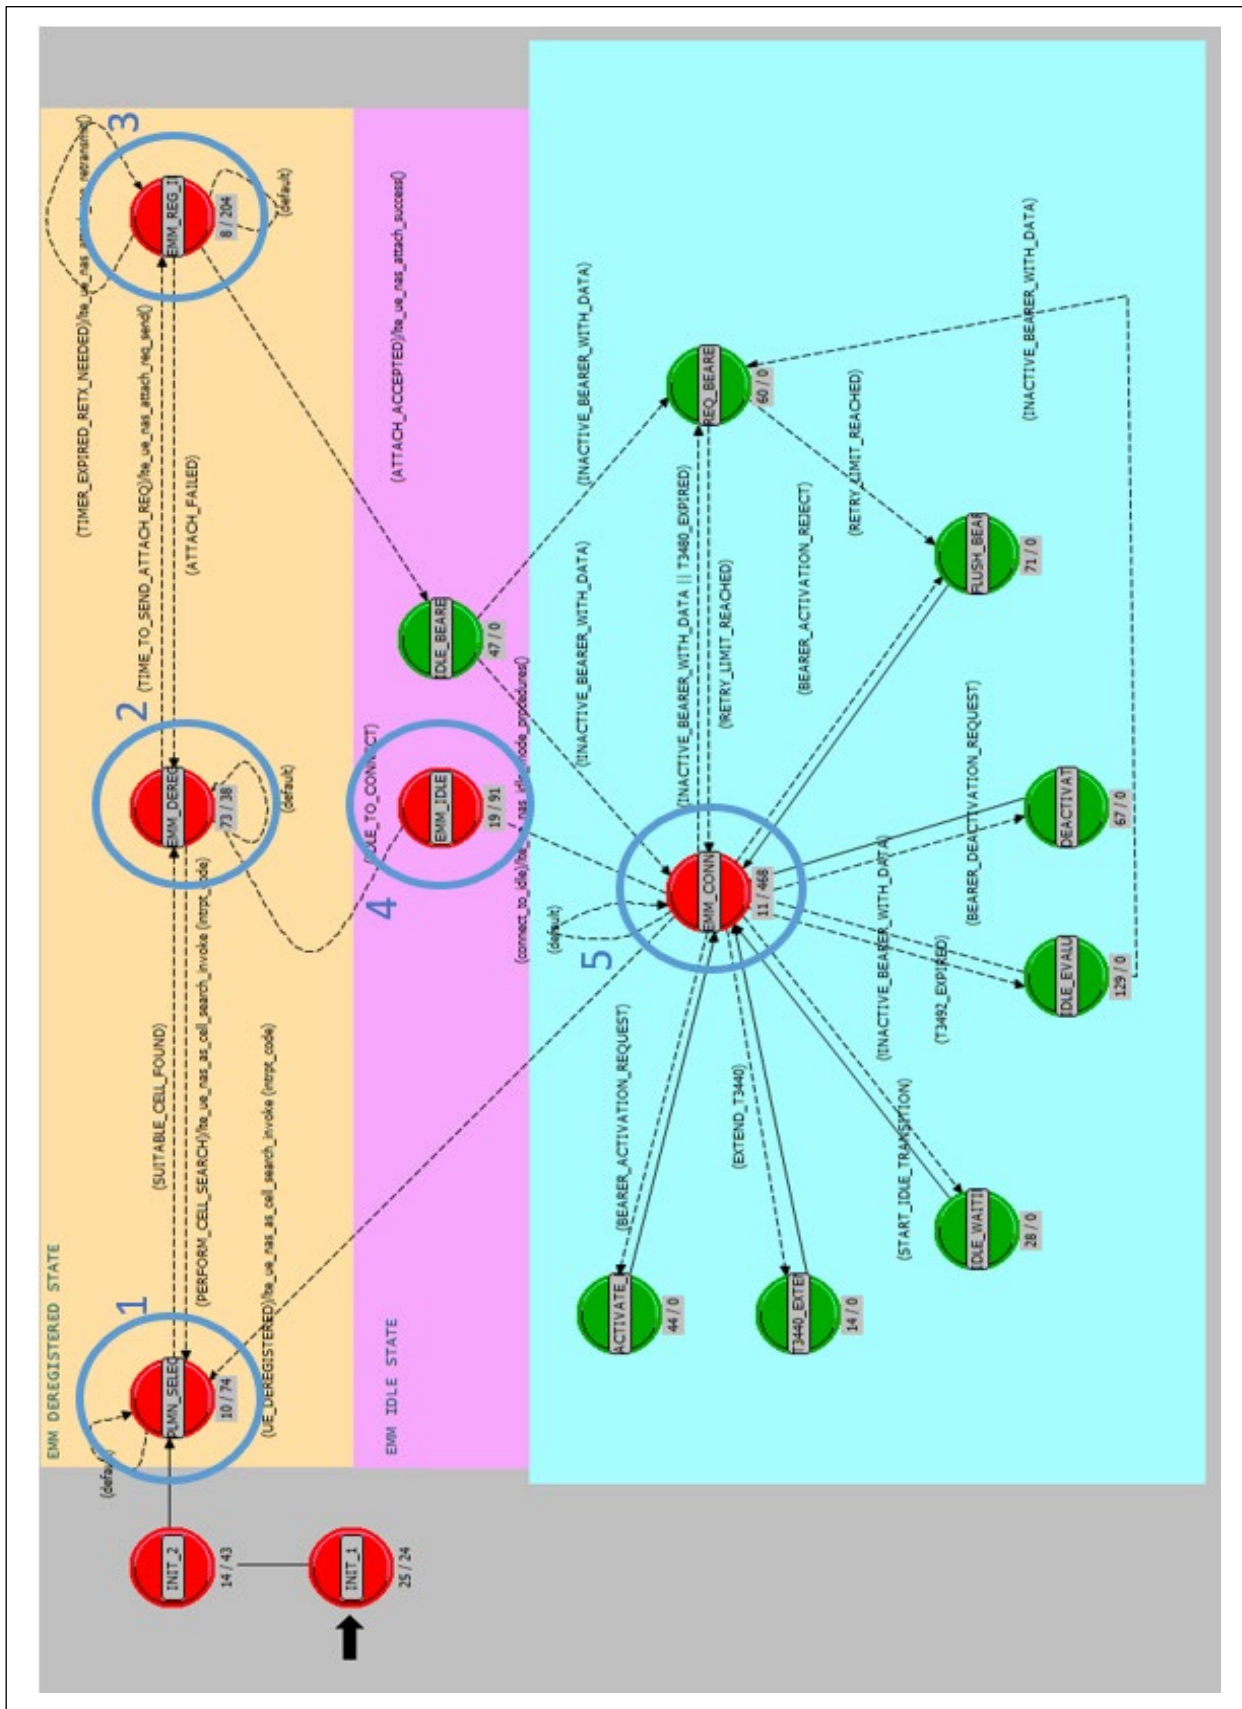 EMM DEREGISTERED STATE
EMM IDLE STATE
INIT_1
25 / 24
INIT_2
14 / 43
1
PLMN_SELEC
10 / 74
(default)
(SUITABLE_CELL_FOUND)
(PERFORM_CELL_SEARCH)/lte_ue_nas_as_cell_search_invoke (intrpt_code)
(UE_DEREGISTERED)/lte_ue_nas_as_cell_search_invoke (intrpt_code)
2
EMM_DEREG
73 / 38
(default)
(TIME_TO_SEND_ATTACH_REQ)/lte_ue_nas_attach_req_send()
(ATTACH_FAILED)
3
EMM_REG_I
8 / 204
(default)
(TIMER_EXPIRED_RETX_NEEDED)/lte_ue_nas_attach_req_retransmit()
(ATTACH_ACCEPTED)/lte_ue_nas_attach_success()
4
EMM_IDLE
19 / 91
(IDLE_TO_CONNECT)
(connect_to_idle)/lte_ue_nas_idle_mode_procedures()
IDLE_BEARE
47 / 0
(INACTIVE_BEARER_WITH_DATA)
(!INACTIVE_BEARER_WITH_DATA)
5
EMM_CONN
11 / 468
(default)
(INACTIVE_BEARER_WITH_DATA || T3480_EXPIRED)
(!RETRY_LIMIT_REACHED)
REQ_BEARE
60 / 0
(RETRY_LIMIT_REACHED)
(BEARER_ACTIVATION_REJECT)
FLUSH_BEAR
71 / 0
(BEARER_DEACTIVATION_REQUEST)
DEACTIVAT
67 / 0
(!INACTIVE_BEARER_WITH_DATA)
(T3492_EXPIRED)
IDLE_EVALU
129 / 0
(INACTIVE_BEARER_WITH_DATA)
(BEARER_ACTIVATION_REQUEST)
ACTIVATE_
44 / 0
(EXTEND_T3440)
T3440_EXTE
14 / 0
(START_IDLE_TRANSITION)
IDLE_WAITI
28 / 0